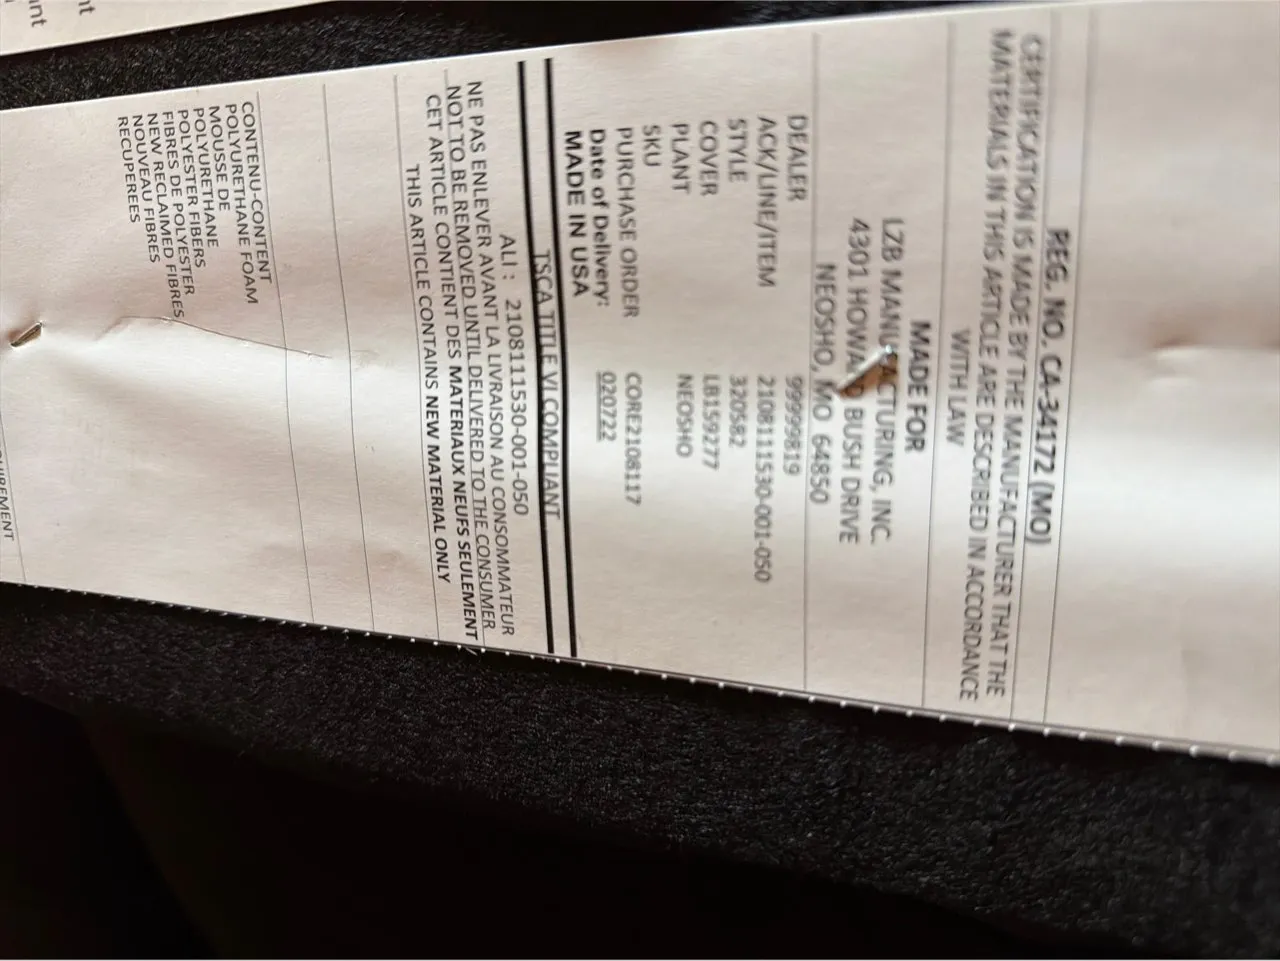 REG. NO. CA-34172 (MO)
CERTIFICATION IS MADE BY THE MANUFACTURER THAT THE
MATERIALS IN THIS ARTICLE ARE DESCRIBED IN ACCORDANCE
WITH LAW
MADE FOR
LZB MANUFACTURING, INC.
4301 HOWARD BUSH DRIVE
NEOSHO, MO 64850
DEALER 99999819
ACK/LINE/ITEM 2108111530-001-050
STYLE 320582
COVER LB159277
PLANT NEOSHO
SKU
PURCHASE ORDER CORE2108117
Date of Delivery: 020722
MADE IN USA
TSCA TITLE VI COMPLIANT
ALI : 2108111530-001-050
NE PAS ENLEVER AVANT LA LIVRAISON AU CONSOMMATEUR
NOT TO BE REMOVED UNTIL DELIVERED TO THE CONSUMER
CET ARTICLE CONTIENT DES MATERIAUX NEUFS SEULEMENT
THIS ARTICLE CONTAINS NEW MATERIAL ONLY
CONTENU-CONTENT
POLYURETHANE FOAM
MOUSSE DE
POLYURETHANE
POLYESTER FIBERS
FIBRES DE POLYESTER
NEW RECLAIMED FIBRES
NOUVEAU FIBRES
RECUPEREES